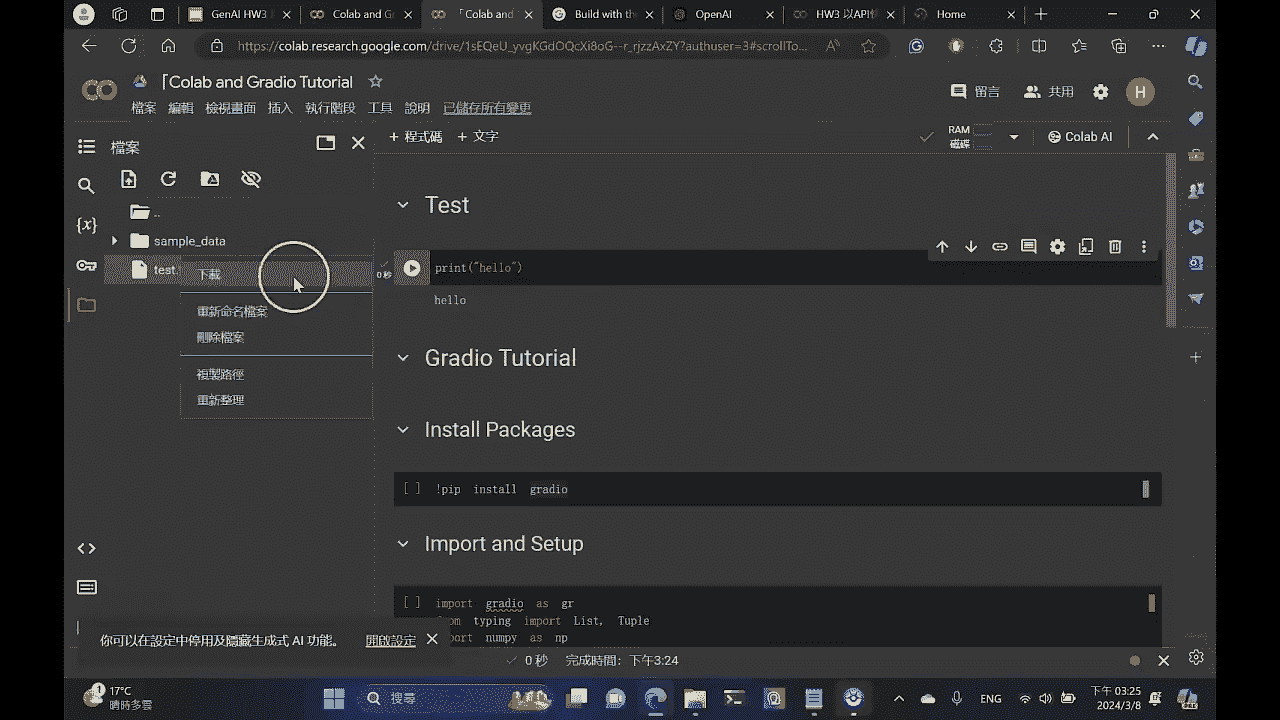 GenAI HW3
Colab and Gr
「Colab and
Build with th
OpenAI
HW3 以API
Home
https://colab.research.google.com/drive/1sEQeU_yvgKGdOQcXi8oG--r_rjzzAxZY?authuser=3#scrollTo...
「Colab and Gradio Tutorial
檔案 編輯 檢視畫面 插入 執行階段 工具 說明 已儲存所有變更
留言 共用 H
檔案
+ 程式碼 + 文字
RAM
磁碟
Colab AI
..
sample_data
test.
下載
重新命名檔案
刪除檔案
複製路徑
重新整理
Test
0 秒
print("hello")
hello
Gradio Tutorial
Install Packages
[ ] !pip install gradio
Import and Setup
[ ] import gradio as gr
from typing import List, Tuple
import numpy as np
你可以在設定中停用及隱藏生成式 AI 功能。 開啟設定
0 秒 完成時間：下午3:24
1
17°C
晴時多雲
搜尋
ENG
下午 03:25
2024/3/8